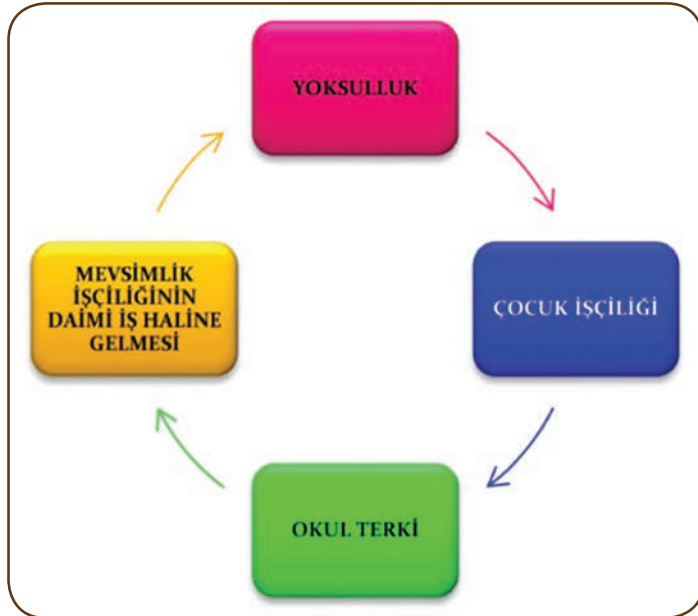 YOKSULLUK
ÇOCUK İŞÇİLİĞİ
OKUL TERKİ
MEVSİMLİK
İŞÇİLİĞİNİN
DAİMİ İŞ HALİNE
GELMESİ